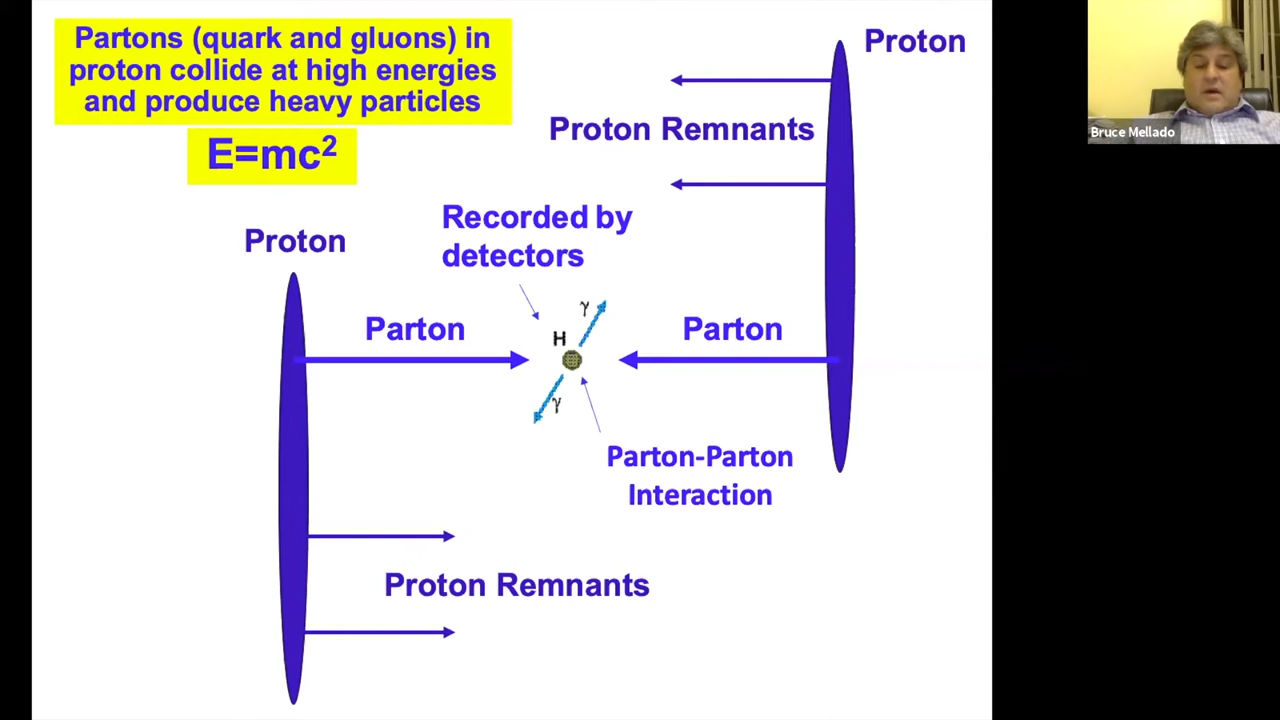 Partons (quark and gluons) in
proton collide at high energies
and produce heavy particles
E=mc²
Proton
Proton Remnants
Bruce Mellado
Recorded by
detectors
Proton
γ
H
Parton
Parton
γ
Parton-Parton
Interaction
Proton Remnants